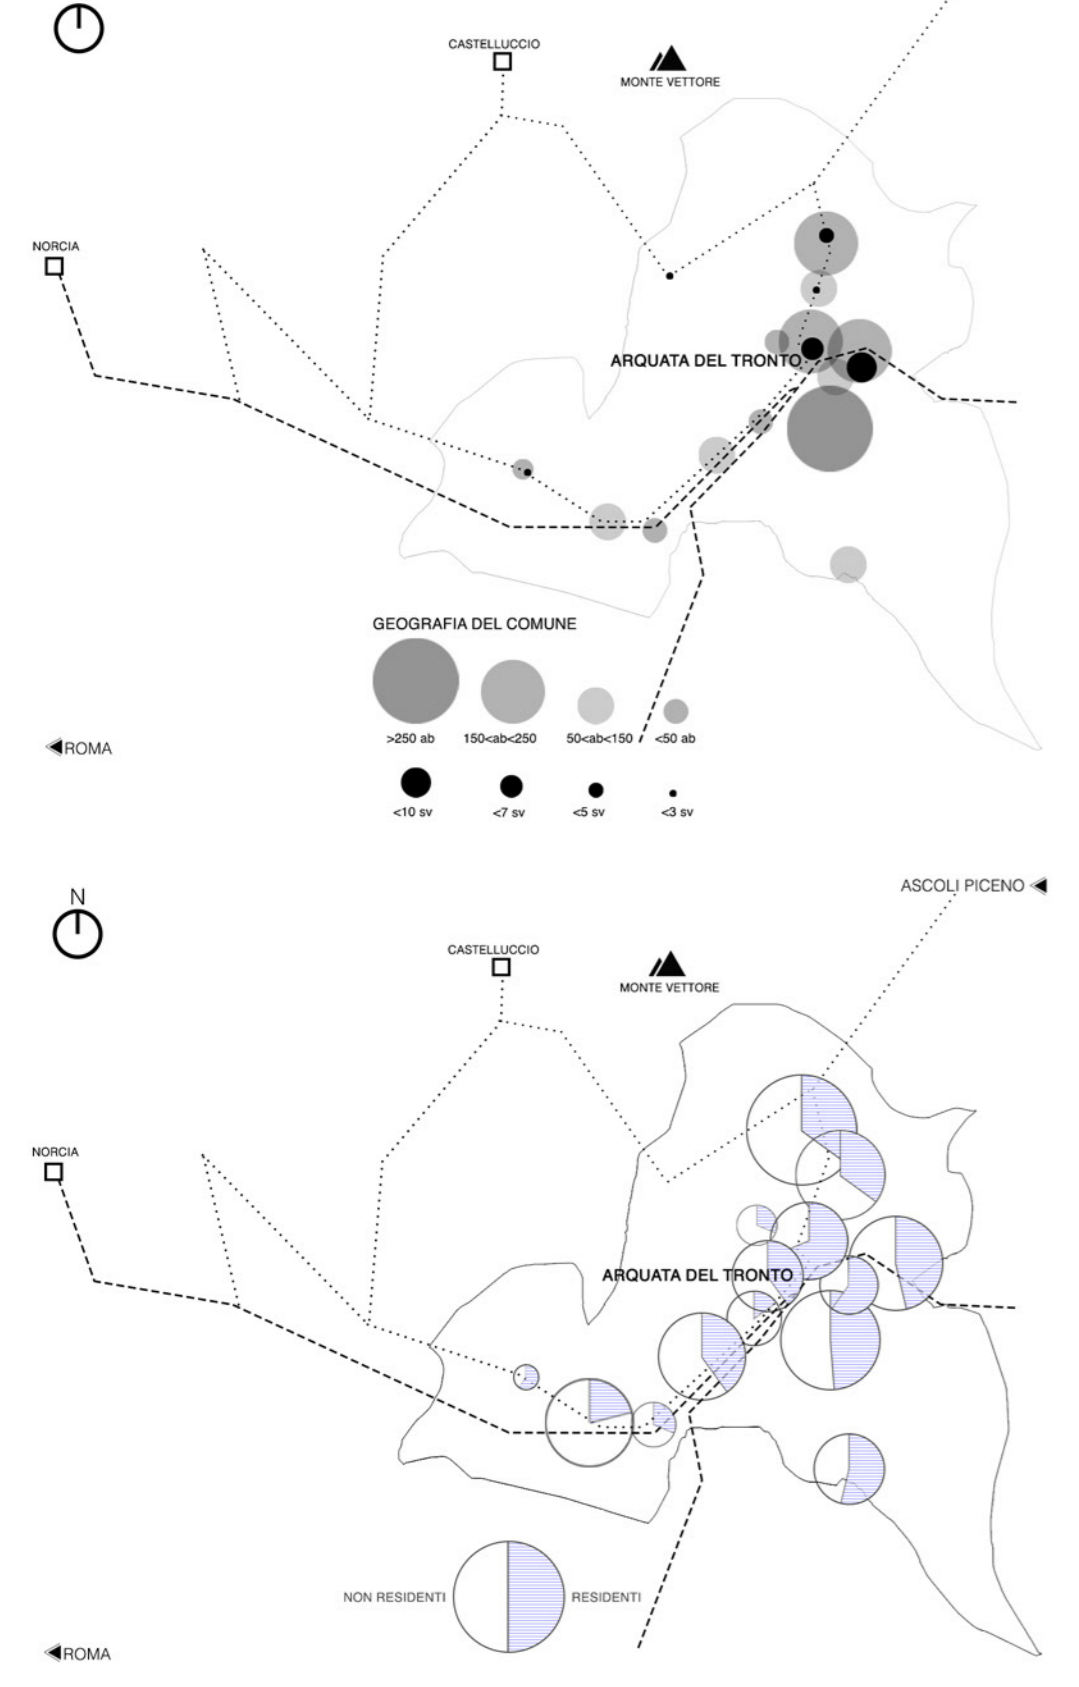 CASTELLUCCIO
MONTE VETTORE
NORCIA
ARQUATA DEL TRONTO
GEOGRAFIA DEL COMUNE
>250 ab 150<ab<250 50<ab<150 <50 ab
ROMA
<10 sv <7 sv <5 sv <3 sv
ASCOLI PICENO
N
CASTELLUCCIO
MONTE VETTORE
NORCIA
ARQUATA DEL TRONTO
NON RESIDENTI RESIDENTI
ROMA